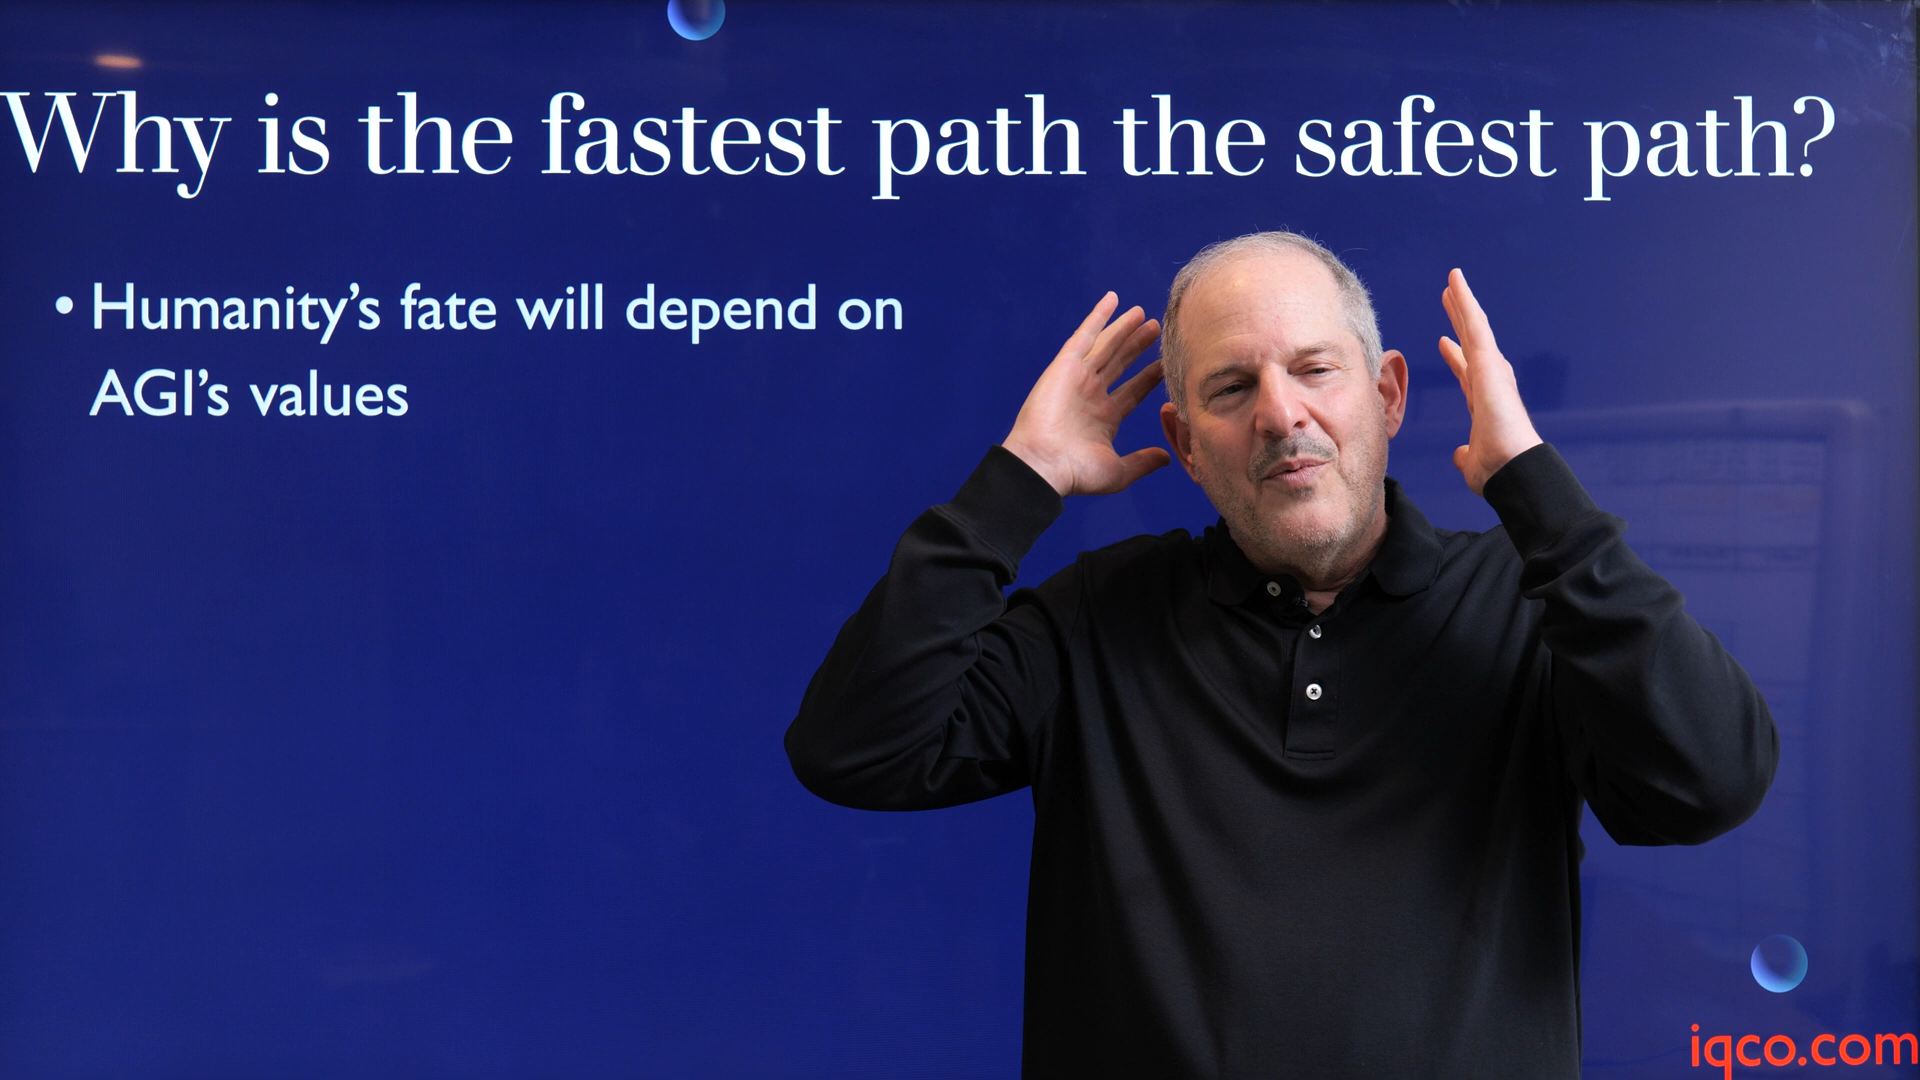 Why is the fastest path the safest path?
• Humanity’s fate will depend on
AGI’s values
iqco.com